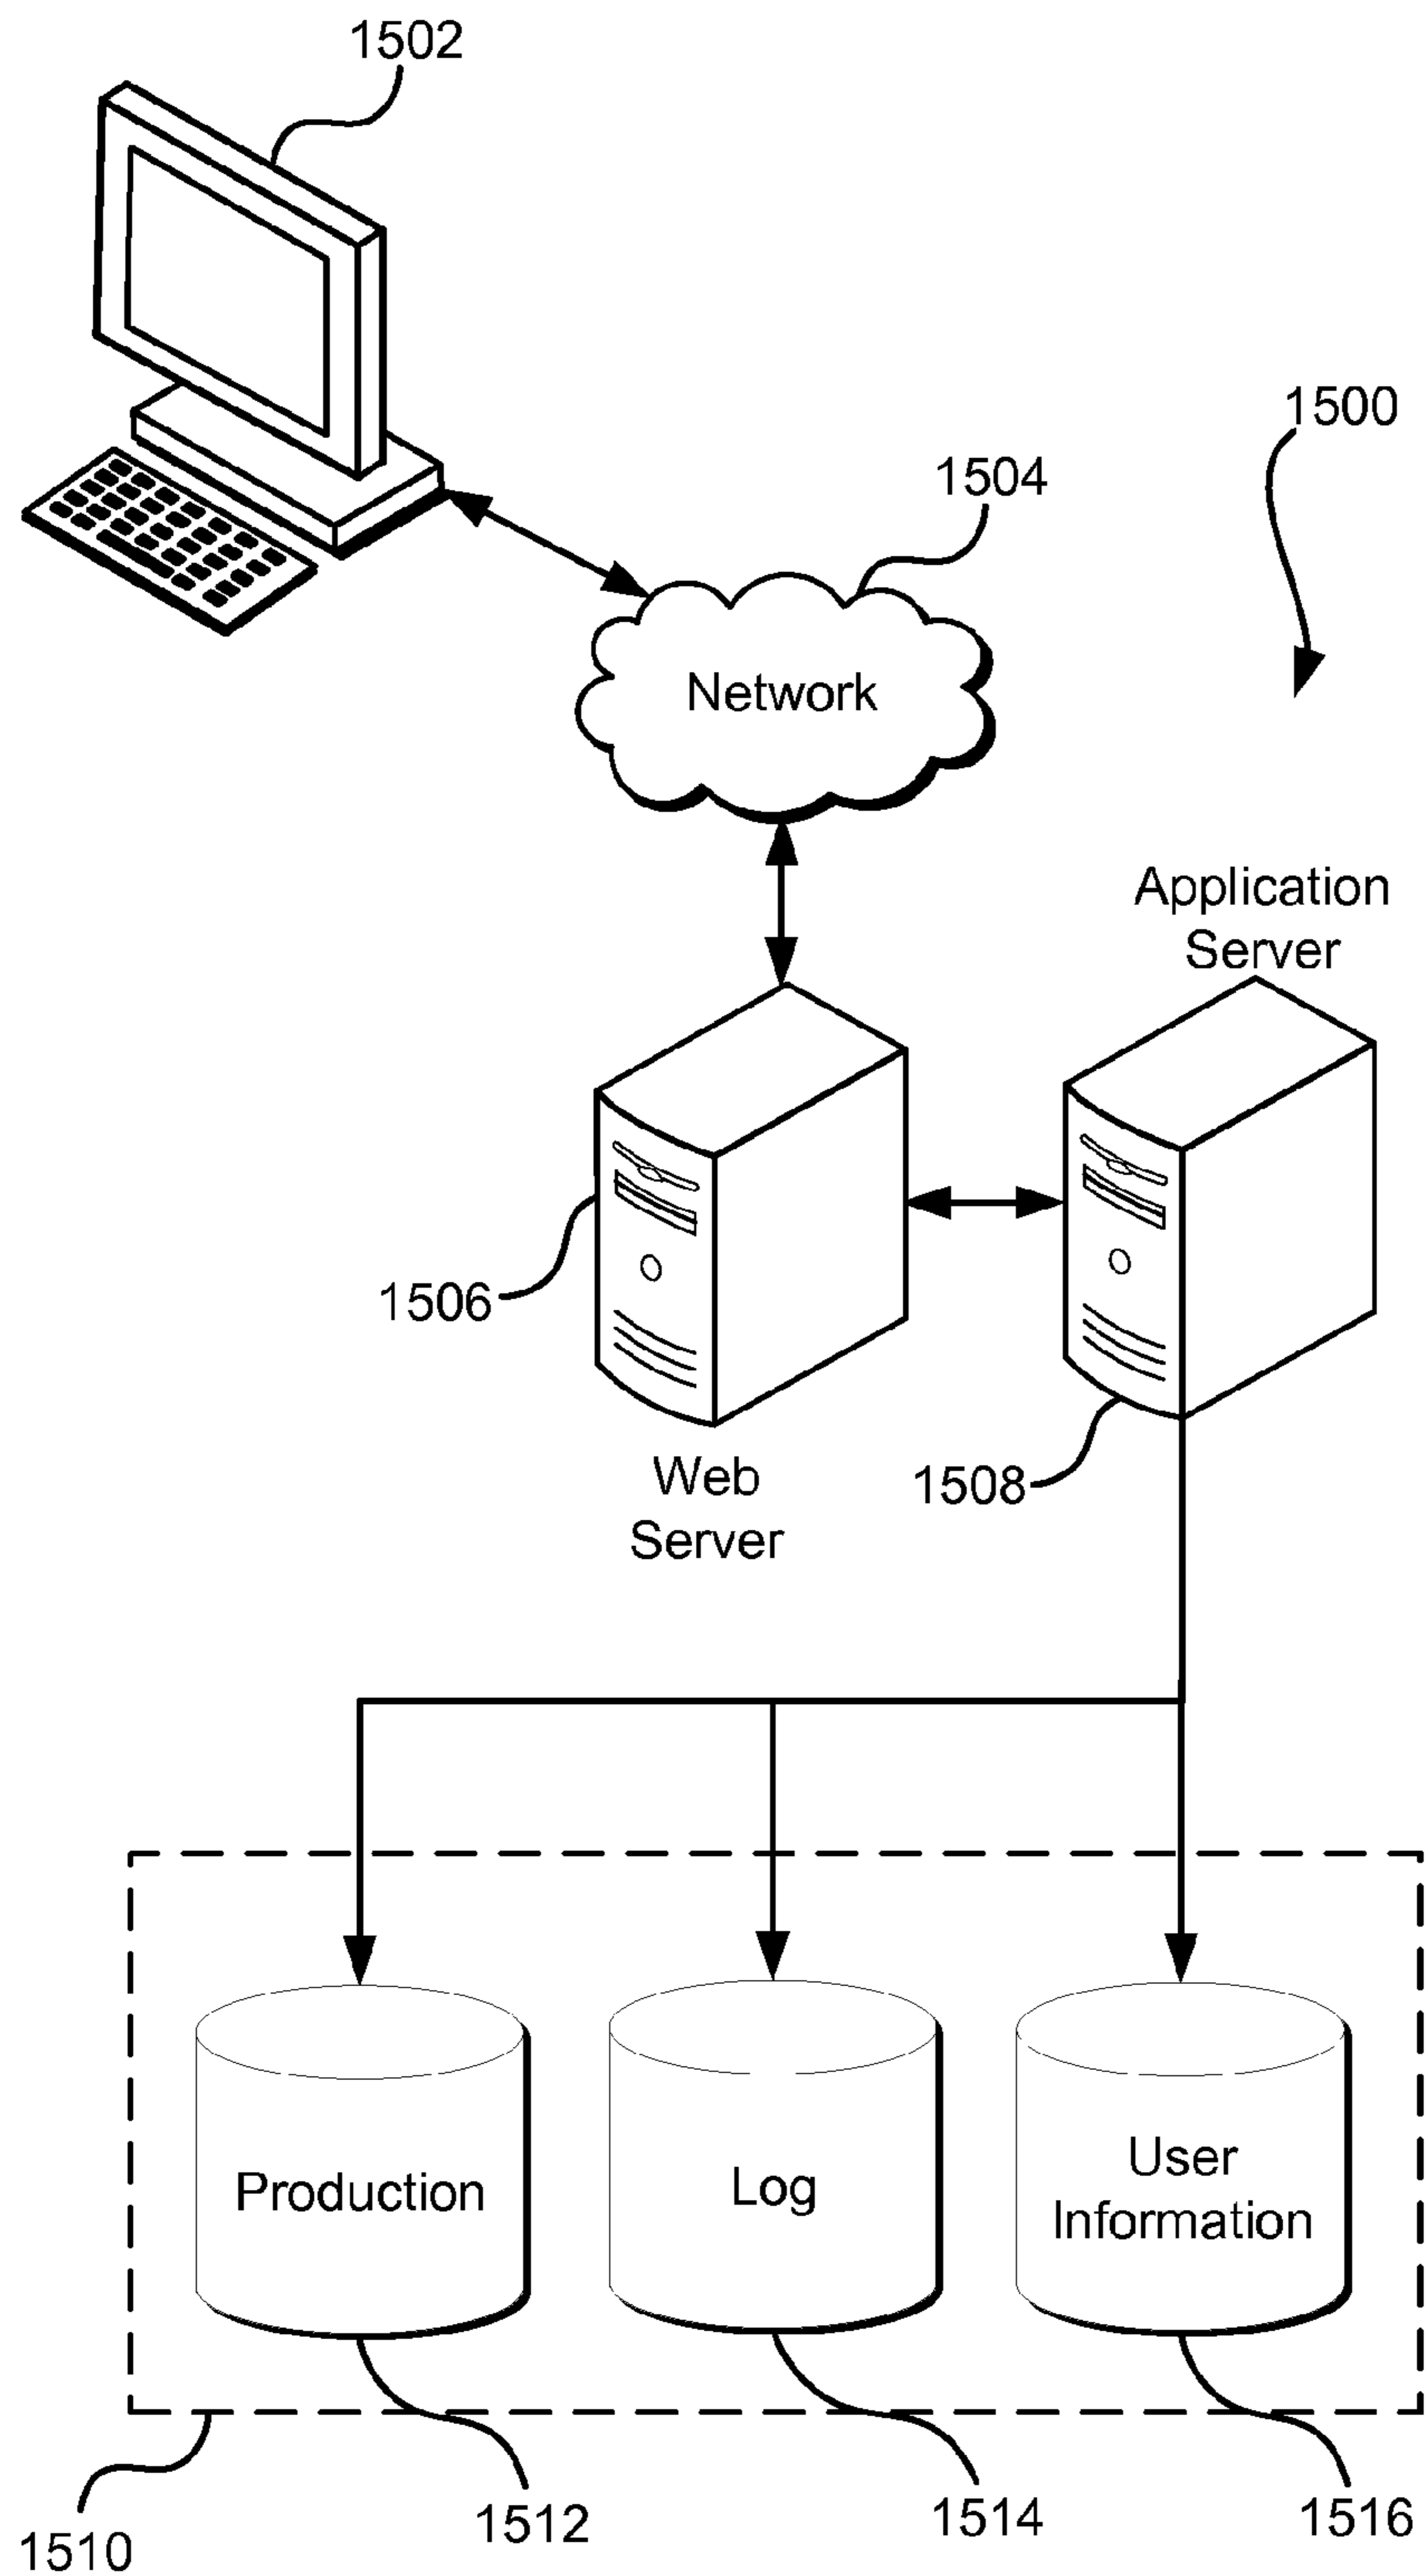 1502
1500
1504
Network
Application
Server
1506
Web
Server
1508
Production
Log
User
Information
1510
1512
1514
1516